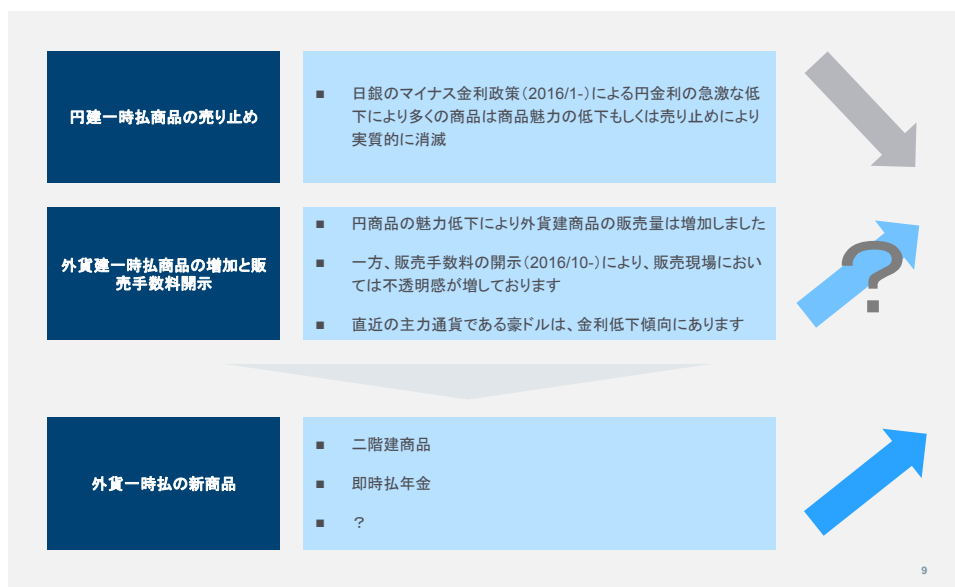 円建一時払商品の売り止め
■ 日銀のマイナス金利政策(2016/1-)による円金利の急激な低
下により多くの商品は商品魅力の低下もしくは売り止めにより
実質的に消滅
外貨建一時払商品の増加と販
売手数料開示
■ 円商品の魅力低下により外貨建商品の販売量は増加しました
■ 一方、販売手数料の開示(2016/10-)により、販売現場におい
ては不透明感が増しております
■ 直近の主力通貨である豪ドルは、金利低下傾向にあります
?
外貨一時払の新商品
■ 二階建商品
■ 即時払年金
■ ？
9